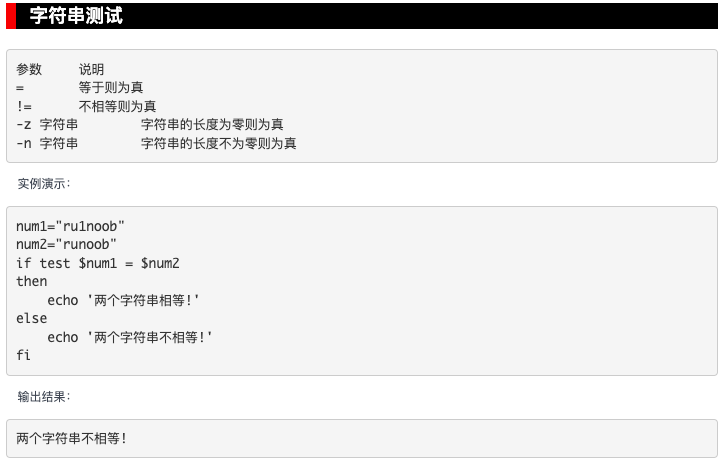 字符串测试
参数	说明
=	等于则为真
!=	不相等则为真
-z 字符串	字符串的长度为零则为真
-n 字符串	字符串的长度不为零则为真
实例演示：
num1="ru1noob"
num2="runoob"
if test $num1 = $num2
then
    echo '两个字符串相等!'
else
    echo '两个字符串不相等!'
fi
输出结果：
两个字符串不相等!